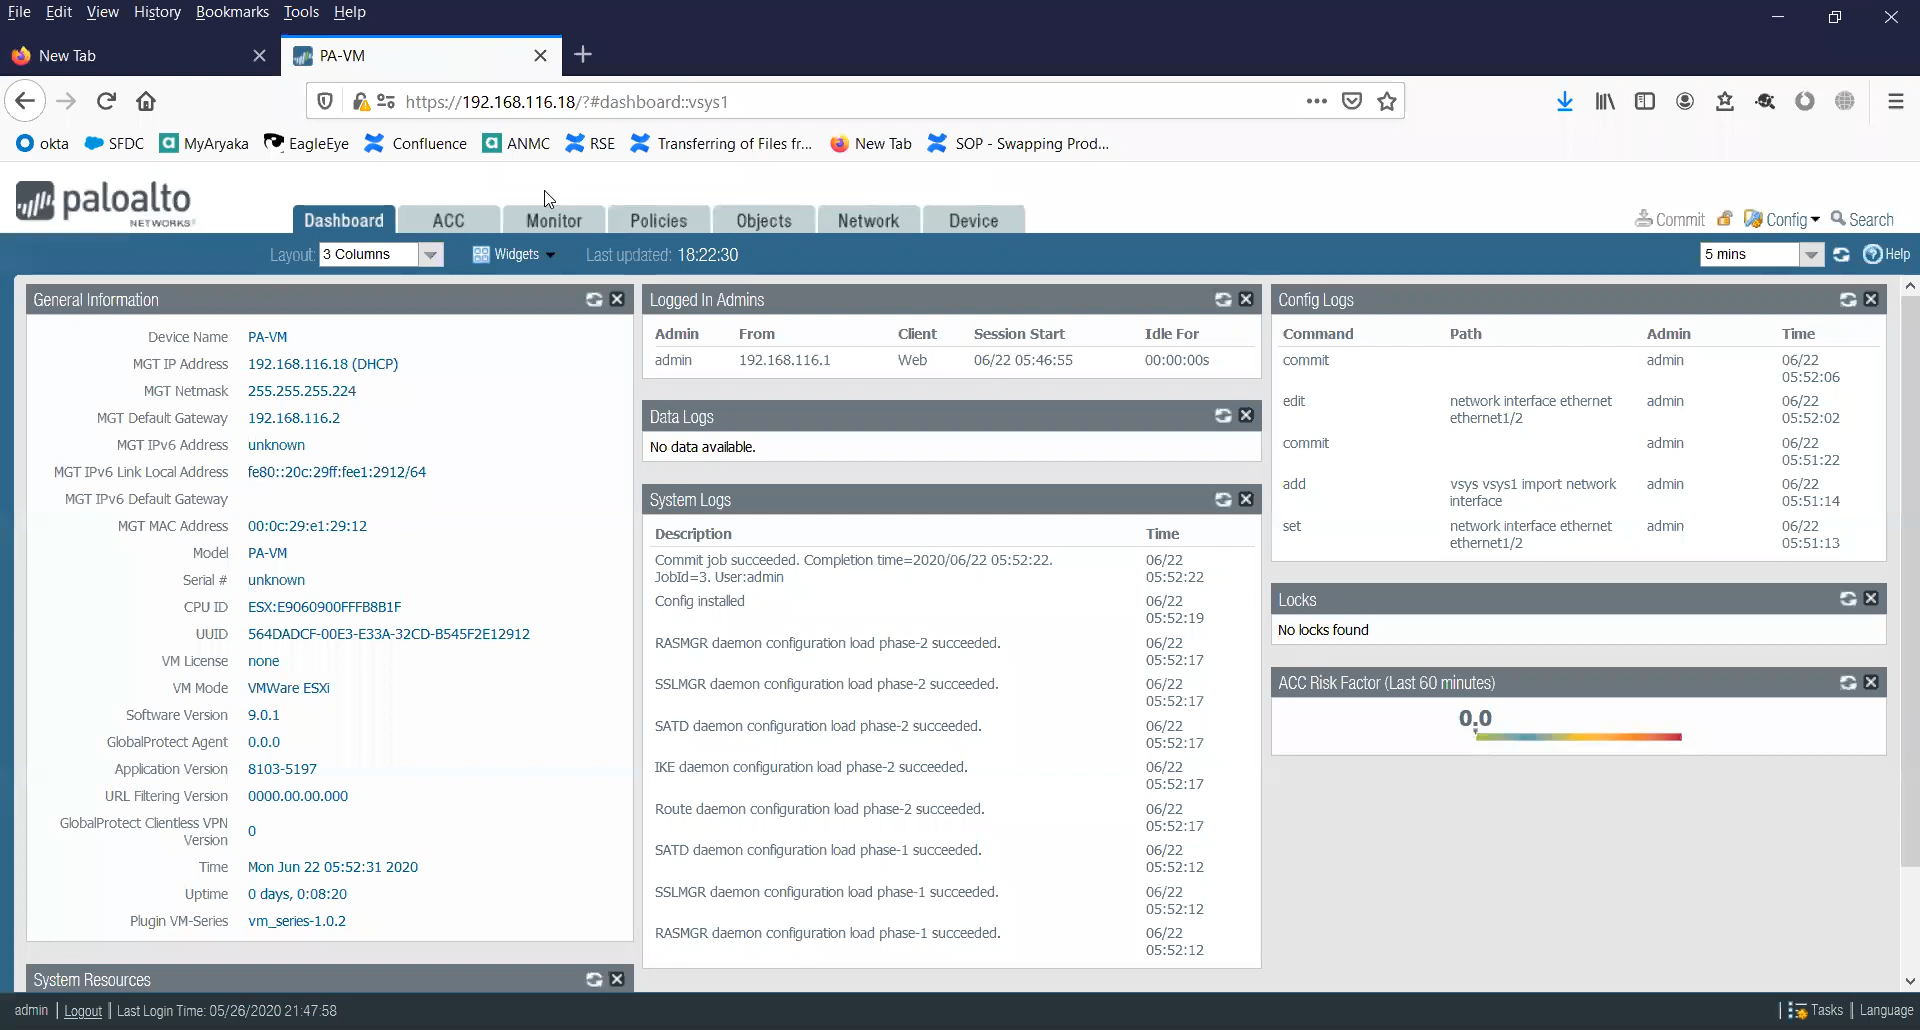 File Edit View History Bookmarks Tools Help
New Tab
PA-VM
https://192.168.116.18/?#dashboard::vsys1
okta SFDC MyAryaka EagleEye Confluence ANMC RSE Transferring of Files fr... New Tab SOP - Swapping Prod...
paloalto
NETWORKS
Dashboard ACC Monitor Policies Objects Network Device
Commit Config Search
Layout: 3 Columns Widgets Last updated: 18:22:30 5 mins Help
General Information
Device Name PA-VM
MGT IP Address 192.168.116.18 (DHCP)
MGT Netmask 255.255.255.224
MGT Default Gateway 192.168.116.2
MGT IPv6 Address unknown
MGT IPv6 Link Local Address fe80::20c:29ff:fee1:2912/64
MGT IPv6 Default Gateway
MGT MAC Address 00:0c:29:e1:29:12
Model PA-VM
Serial # unknown
CPU ID ESX:E9060900FFFB8B1F
UUID 564DADCF-00E3-E33A-32CD-B545F2E12912
VM License none
VM Mode VMWare ESXi
Software Version 9.0.1
GlobalProtect Agent 0.0.0
Application Version 8103-5197
URL Filtering Version 0000.00.00.000
GlobalProtect Clientless VPN
Version 0
Time Mon Jun 22 05:52:31 2020
Uptime 0 days, 0:08:20
Plugin VM-Series vm_series-1.0.2
System Resources
Logged In Admins
Admin From Client Session Start Idle For
admin 192.168.116.1 Web 06/22 05:46:55 00:00:00s
Data Logs
No data available.
System Logs
Description Time
Commit job succeeded. Completion time=2020/06/22 05:52:22. 06/22
JobId=3. User:admin 05:52:22
Config installed 06/22
05:52:19
RASMGR daemon configuration load phase-2 succeeded. 06/22
05:52:17
SSLMGR daemon configuration load phase-2 succeeded. 06/22
05:52:17
SATD daemon configuration load phase-2 succeeded. 06/22
05:52:17
IKE daemon configuration load phase-2 succeeded. 06/22
05:52:17
Route daemon configuration load phase-2 succeeded. 06/22
05:52:17
SATD daemon configuration load phase-1 succeeded. 06/22
05:52:12
SSLMGR daemon configuration load phase-1 succeeded. 06/22
05:52:12
RASMGR daemon configuration load phase-1 succeeded. 06/22
05:52:12
Config Logs
Command Path Admin Time
commit admin 06/22
05:52:06
edit network interface ethernet admin 06/22
ethernet1/2 05:52:02
commit admin 06/22
05:51:22
add vsys vsys1 import network admin 06/22
interface 05:51:14
set network interface ethernet admin 06/22
ethernet1/2 05:51:13
Locks
No locks found
ACC Risk Factor (Last 60 minutes)
0.0
admin | Logout | Last Login Time: 05/26/2020 21:47:58
Tasks | Language